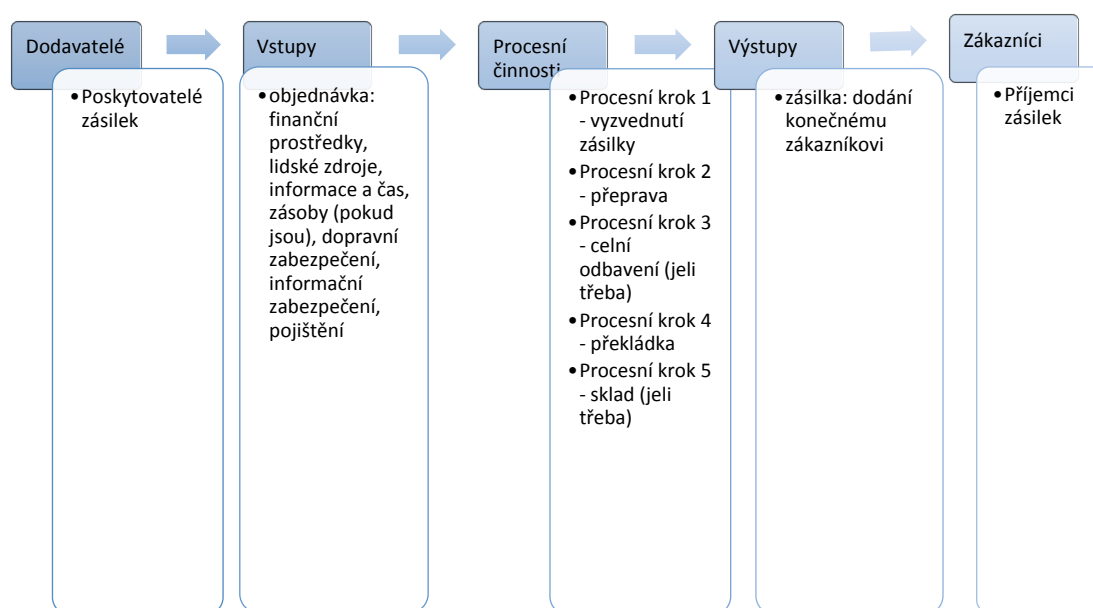 Dodavatelé
•Poskytovatelé
zásilek
Vstupy
•objednávka:
finanční
prostředky,
lidské zdroje,
informace a čas,
zásoby (pokud
jsou), dopravní
zabezpečení,
informační
zabezpečení,
pojištění
Procesní
činnosti
•Procesní krok 1
- vyzvednutí
zásilky
•Procesní krok 2
- přeprava
•Procesní krok 3
- celní
odbavení (jeli
třeba)
•Procesní krok 4
- překládka
•Procesní krok 5
- sklad (jeli
třeba)
Výstupy
•zásilka: dodání
konečnému
zákazníkovi
Zákazníci
•Příjemci
zásilek